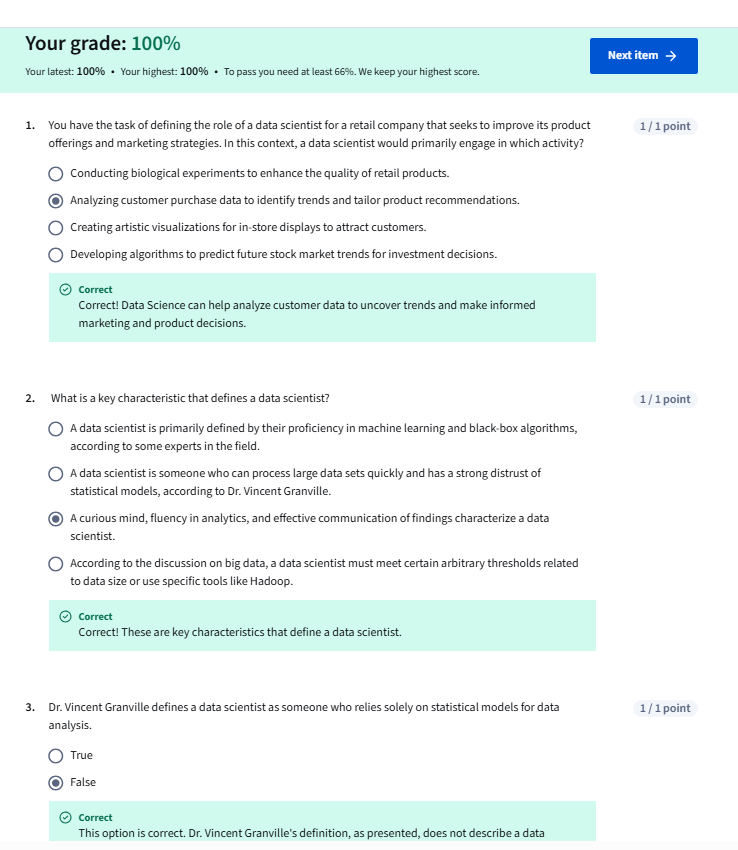 Your grade: 100%
Next item →
Your latest: 100% • Your highest: 100% • To pass you need at least 66%. We keep your highest score.
1. You have the task of defining the role of a data scientist for a retail company that seeks to improve its product
offerings and marketing strategies. In this context, a data scientist would primarily engage in which activity?
1 / 1 point
Conducting biological experiments to enhance the quality of retail products.
Analyzing customer purchase data to identify trends and tailor product recommendations.
Creating artistic visualizations for in-store displays to attract customers.
Developing algorithms to predict future stock market trends for investment decisions.
Correct
Correct! Data Science can help analyze customer data to uncover trends and make informed
marketing and product decisions.
2. What is a key characteristic that defines a data scientist?
1 / 1 point
A data scientist is primarily defined by their proficiency in machine learning and black-box algorithms,
according to some experts in the field.
A data scientist is someone who can process large data sets quickly and has a strong distrust of
statistical models, according to Dr. Vincent Granville.
A curious mind, fluency in analytics, and effective communication of findings characterize a data
scientist.
According to the discussion on big data, a data scientist must meet certain arbitrary thresholds related
to data size or use specific tools like Hadoop.
Correct
Correct! These are key characteristics that define a data scientist.
3. Dr. Vincent Granville defines a data scientist as someone who relies solely on statistical models for data
analysis.
1 / 1 point
True
False
Correct
This option is correct. Dr. Vincent Granville's definition, as presented, does not describe a data